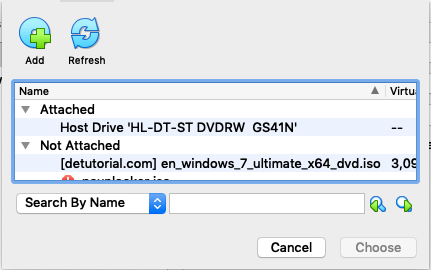 Add Refresh
Name Virtua
Attached
Host Drive 'HL-DT-ST DVDRW  GS41N' --
Not Attached
[detutorial.com] en_windows_7_ultimate_x64_dvd.iso 3,09
Search By Name
Cancel Choose